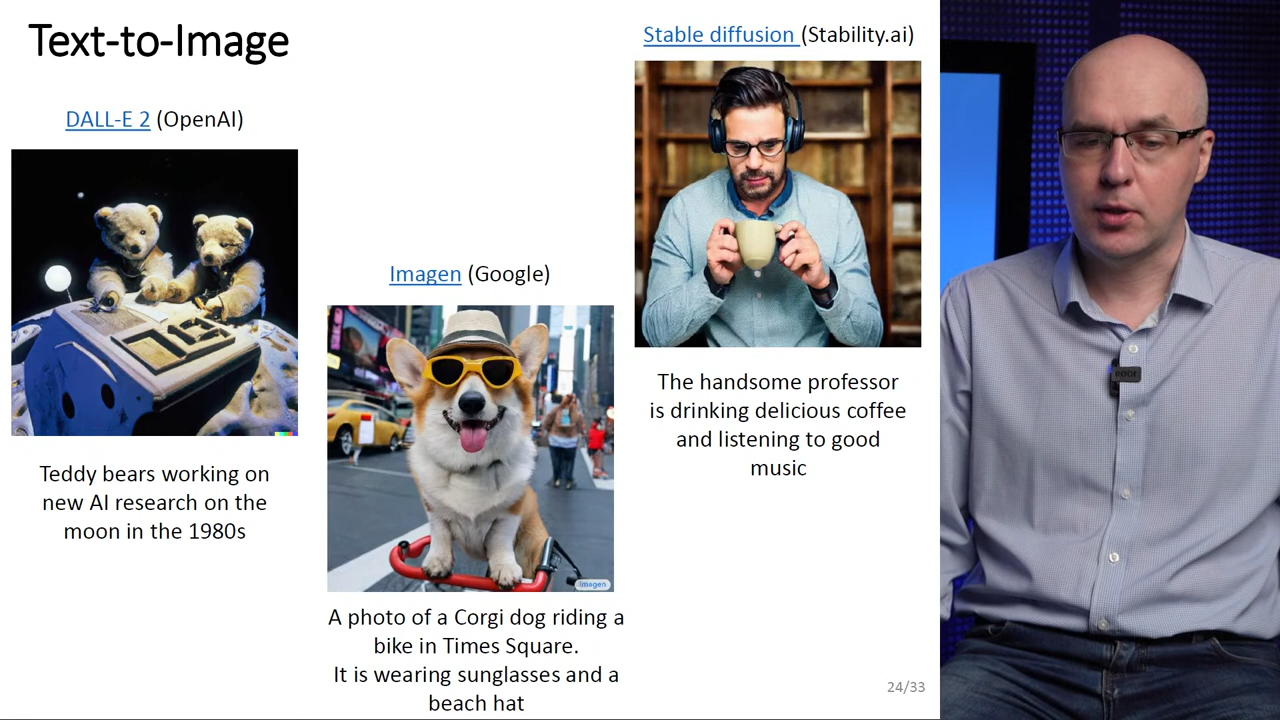 Text-to-Image
DALL-E 2 (OpenAI)
Teddy bears working on
new AI research on the
moon in the 1980s
Imagen (Google)
Imagen
A photo of a Corgi dog riding a
bike in Times Square.
It is wearing sunglasses and a
beach hat
Stable diffusion (Stability.ai)
The handsome professor
is drinking delicious coffee
and listening to good
music
24/33